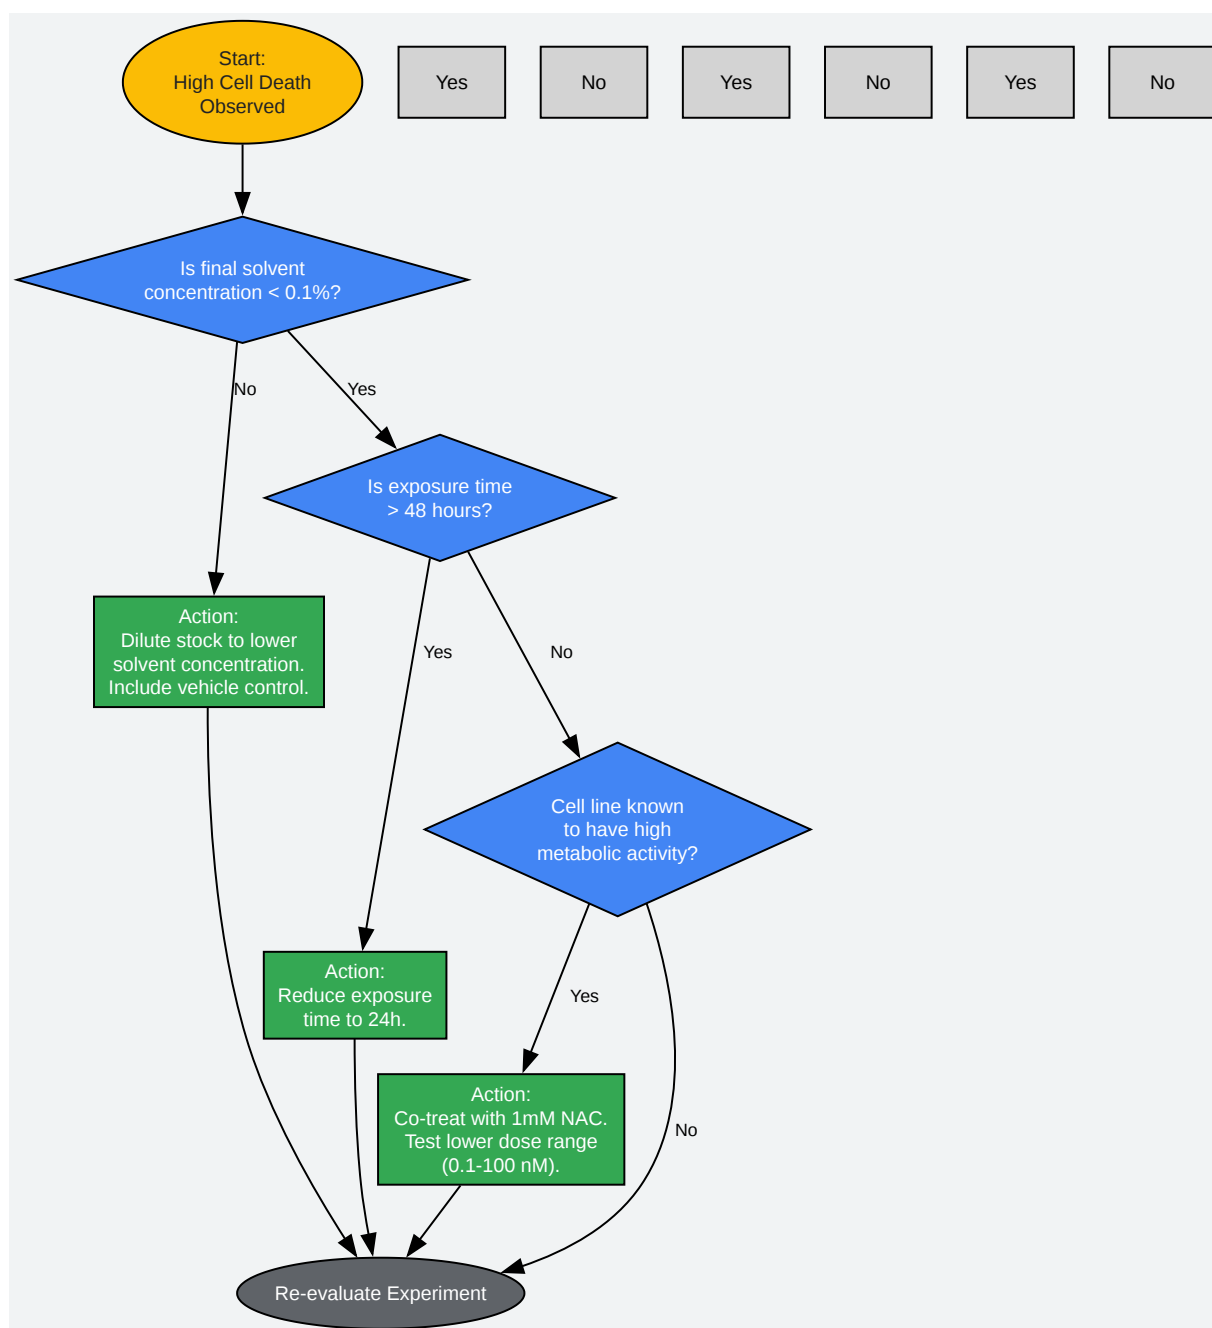 Start:
High Cell Death
Observed
Yes
No
Yes
No
Yes
No
Is final solvent
concentration < 0.1%?
No
Yes
Is exposure time
> 48 hours?
Action:
Dilute stock to lower
solvent concentration.
Include vehicle control.
Yes
No
Cell line known
to have high
metabolic activity?
Action:
Reduce exposure
time to 24h.
Yes
Action:
Co-treat with 1mM NAC.
Test lower dose range
(0.1-100 nM).
No
Re-evaluate Experiment